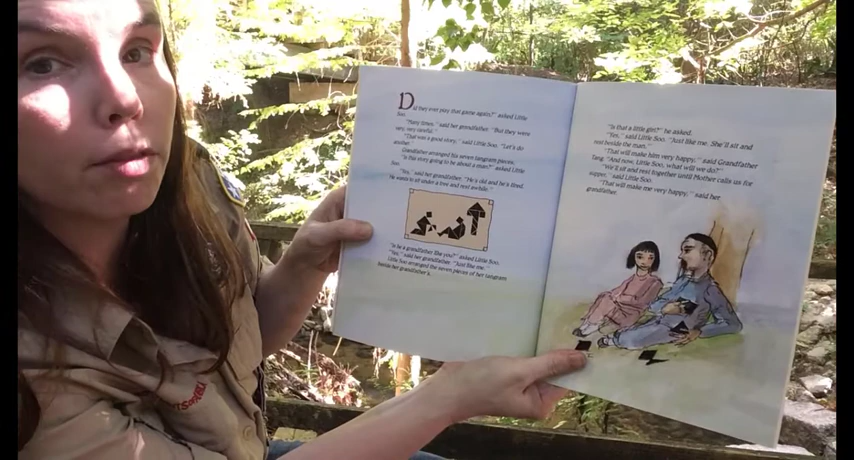 Did they ever play that game again?" asked Little
Soo.
"Many times," said her grandfather. "But they were
very, very careful."
"That was a good story," said Little Soo. "Let's do
another."
Grandfather arranged his seven tangram pieces.
"Is this story going to be about a man?" asked Little
Soo.
"Yes," said her grandfather. "He's old and he is tired.
He wants to sit under a tree and rest awhile."
"Is he a grandfather like you?" asked Little Soo.
"Yes," said her grandfather. "Just like me."
Little Soo arranged the seven pieces of her tangram
beside her grandfather's.
"Is that a little girl?" he asked.
"Yes," said Little Soo. "Just like me. She'll sit and
rest beside the man."
"That will make him very happy," said Grandfather
Tang. "And now, Little Soo, what will we do?"
"We'll sit and rest together until Mother calls us for
supper," said Little Soo.
"That will make me very happy," said her
grandfather.